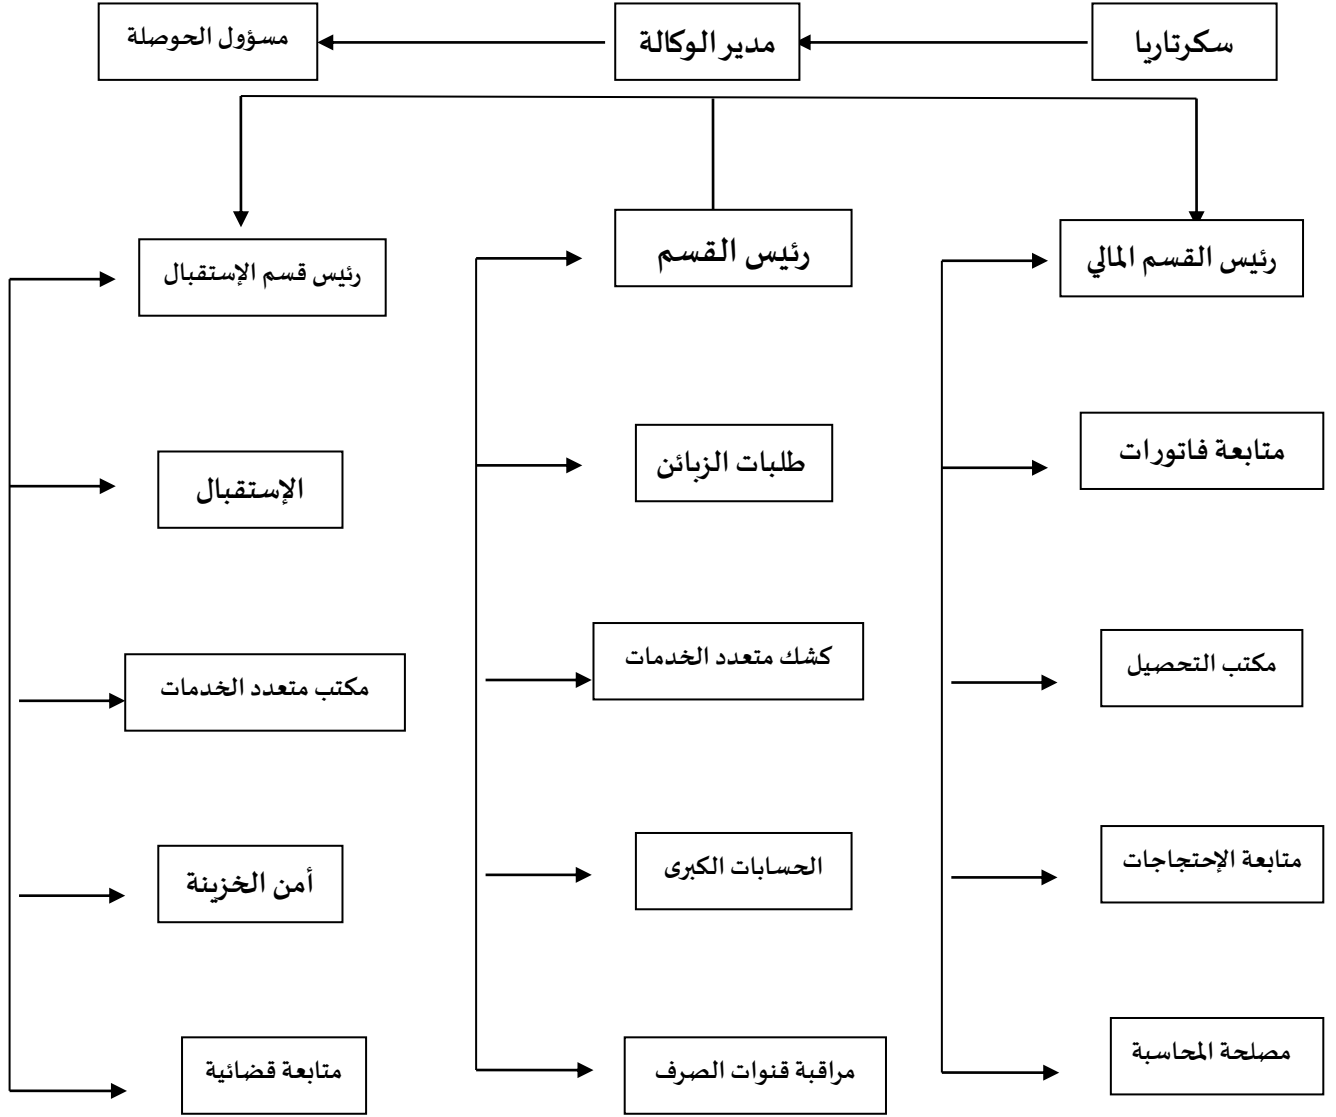 سكرتاريا
مدير الوكالة
مسؤول الحوصلة
رئيس القسم المالي
رئيس القسم
رئيس قسم الإستقبال
متابعة فاتورات
طلبات الزبائن
الإستقبال
مكتب التحصيل
كشك متعدد الخدمات
مكتب متعدد الخدمات
متابعة الإحتجاجات
الحسابات الكبرى
أمن الخزينة
مصلحة المحاسبة
مراقبة قنوات الصرف
متابعة قضائية